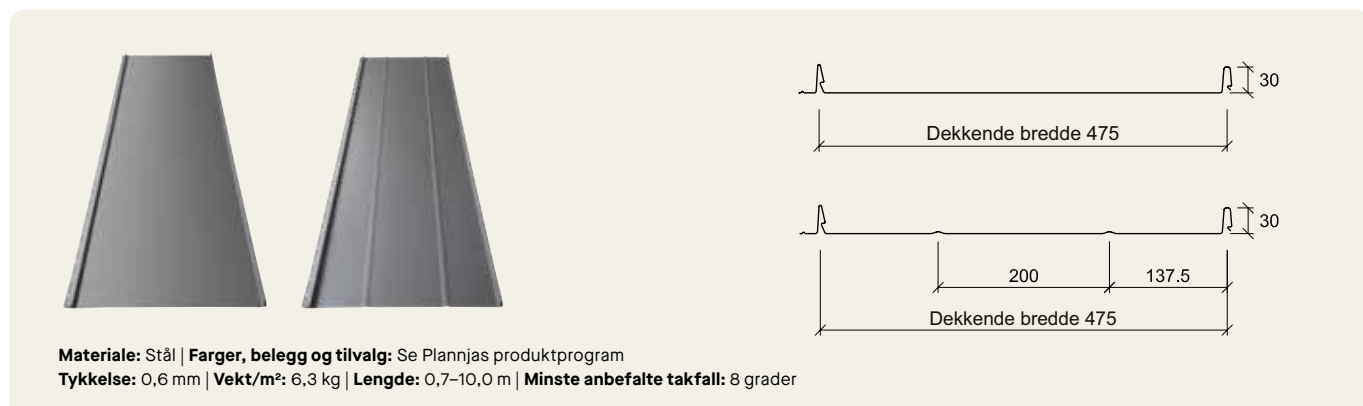 30
Dekkende bredde 475
30
200
137.5
Dekkende bredde 475
Materiale: Stål | Farger, belegg og tilvalg: Se Plannjas produktprogram
Tykkelse: 0,6 mm | Vekt/m²: 6,3 kg | Lengde: 0,7–10,0 m | Minste anbefalte takfall: 8 grader